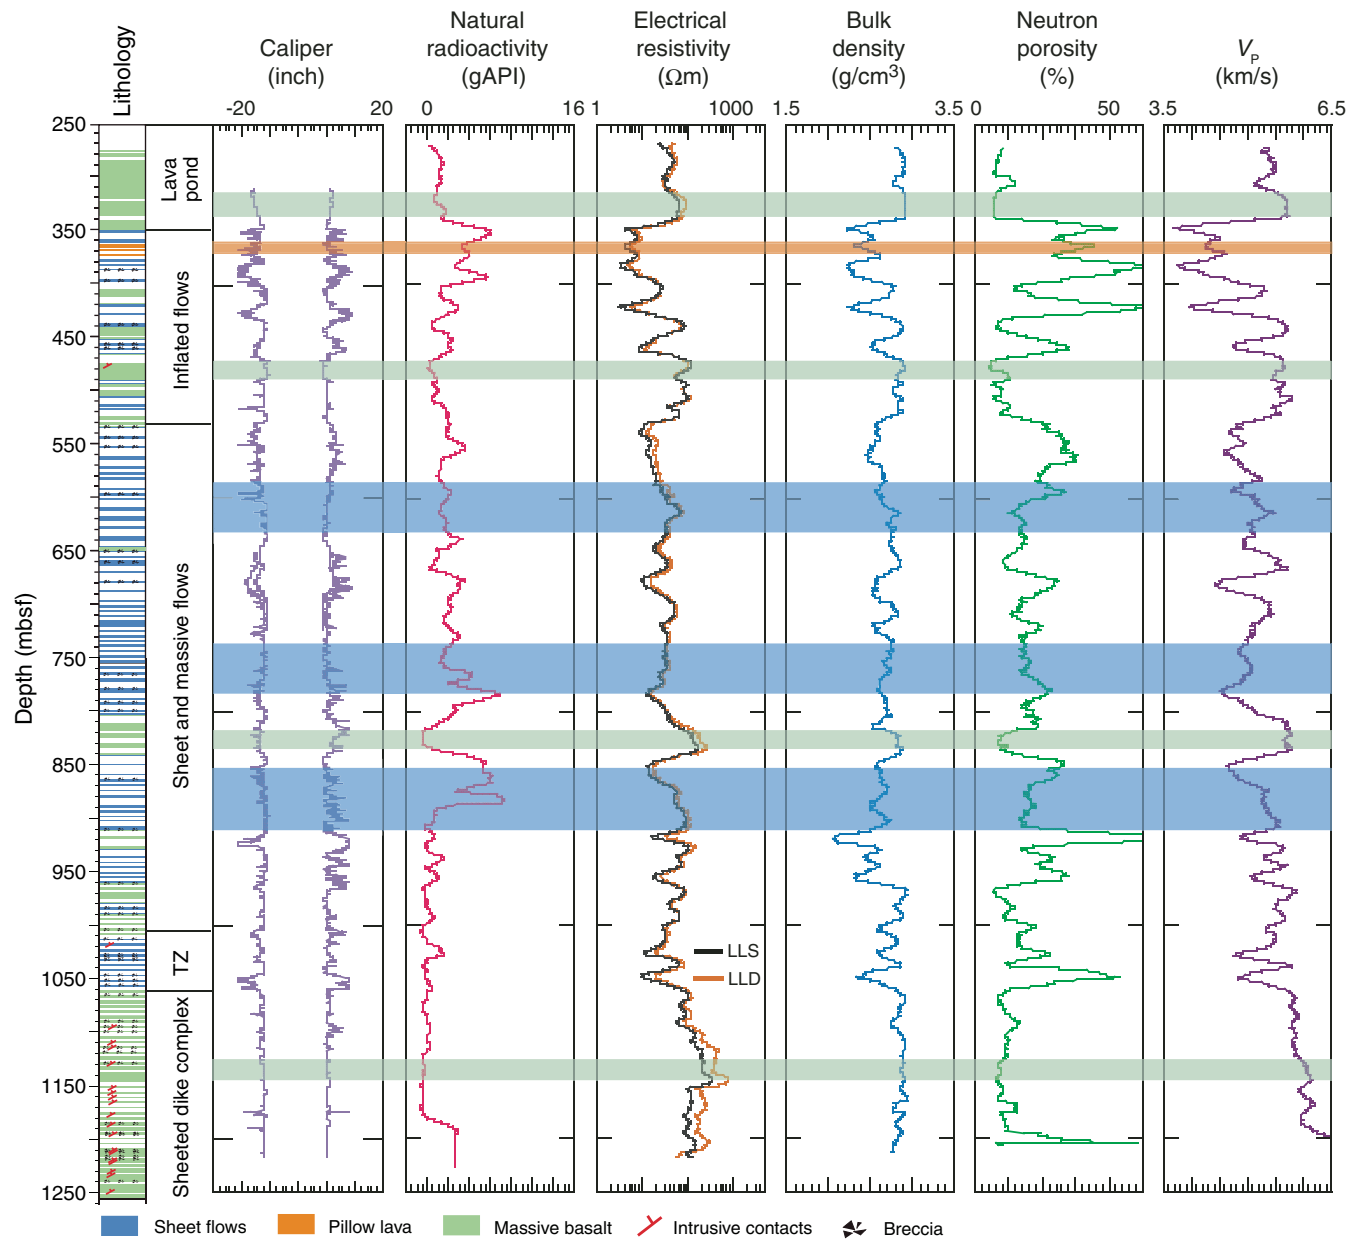 Lithology
Caliper
(inch)
Natural
radioactivity
(gAPI)
Electrical
resistivity
(Ωm)
Bulk
density
(g/cm3)
Neutron
porosity
(%)
VP
(km/s)
-20 20 0 16 1 1000 1.5 3.5 0 50 3.5 6.5
Depth (mbsf)
250
350
450
550
650
750
850
950
1050
1150
1250
Lava
pond
Inflated flows
Sheet and massive flows
TZ
Sheeted dike complex
LLS
LLD
Sheet flows Pillow lava Massive basalt Intrusive contacts Breccia